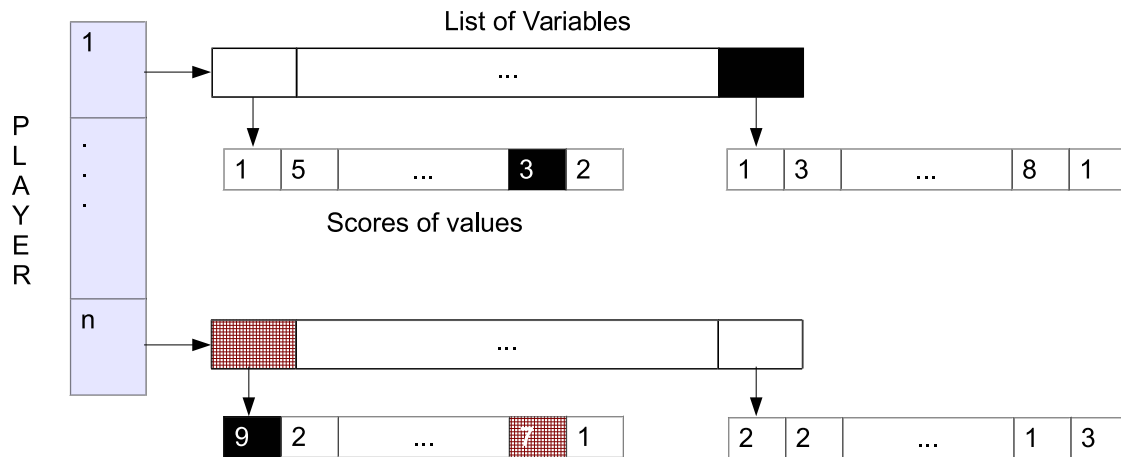 List of Variables
1
...
PLAYER
.
.
.
1 5 ... 3 2
1 3 ... 8 1
Scores of values
n
...
9 2 ... 7 1
2 2 ... 1 3